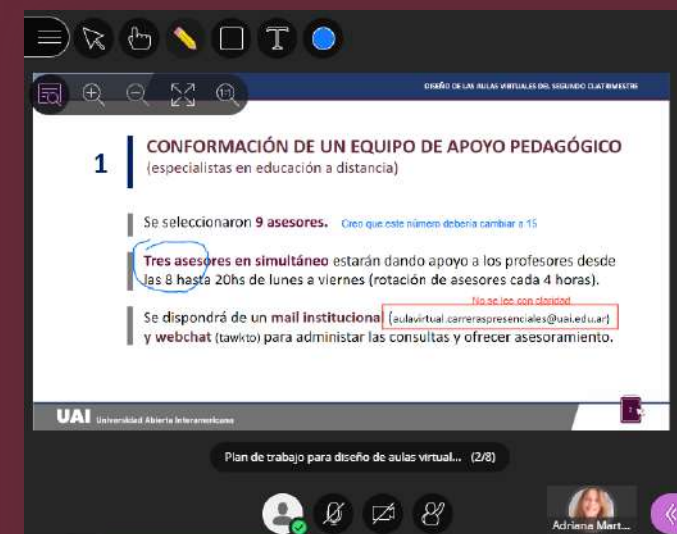 DISEÑO DE LAS AULAS VIRTUALES DEL SEGUNDO CUATRIMESTRE
1
CONFORMACIÓN DE UN EQUIPO DE APOYO PEDAGÓGICO
(especialistas en educación a distancia)
Se seleccionaron 9 asesores. Creo que este número debería cambiar a 15
Tres asesores en simultáneo estarán dando apoyo a los profesores desde
las 8 hasta 20hs de lunes a viernes (rotación de asesores cada 4 horas).
No se lee con claridad
Se dispondrá de un mail institucional (aulavirtual.carreraspresenciales@uai.edu.ar)
y webchat (tawkto) para administar las consultas y ofrecer asesoramiento.
UAI Universidad Abierta Interamericana
Plan de trabajo para diseño de aulas virtual... (2/8)
Adriana Mart...